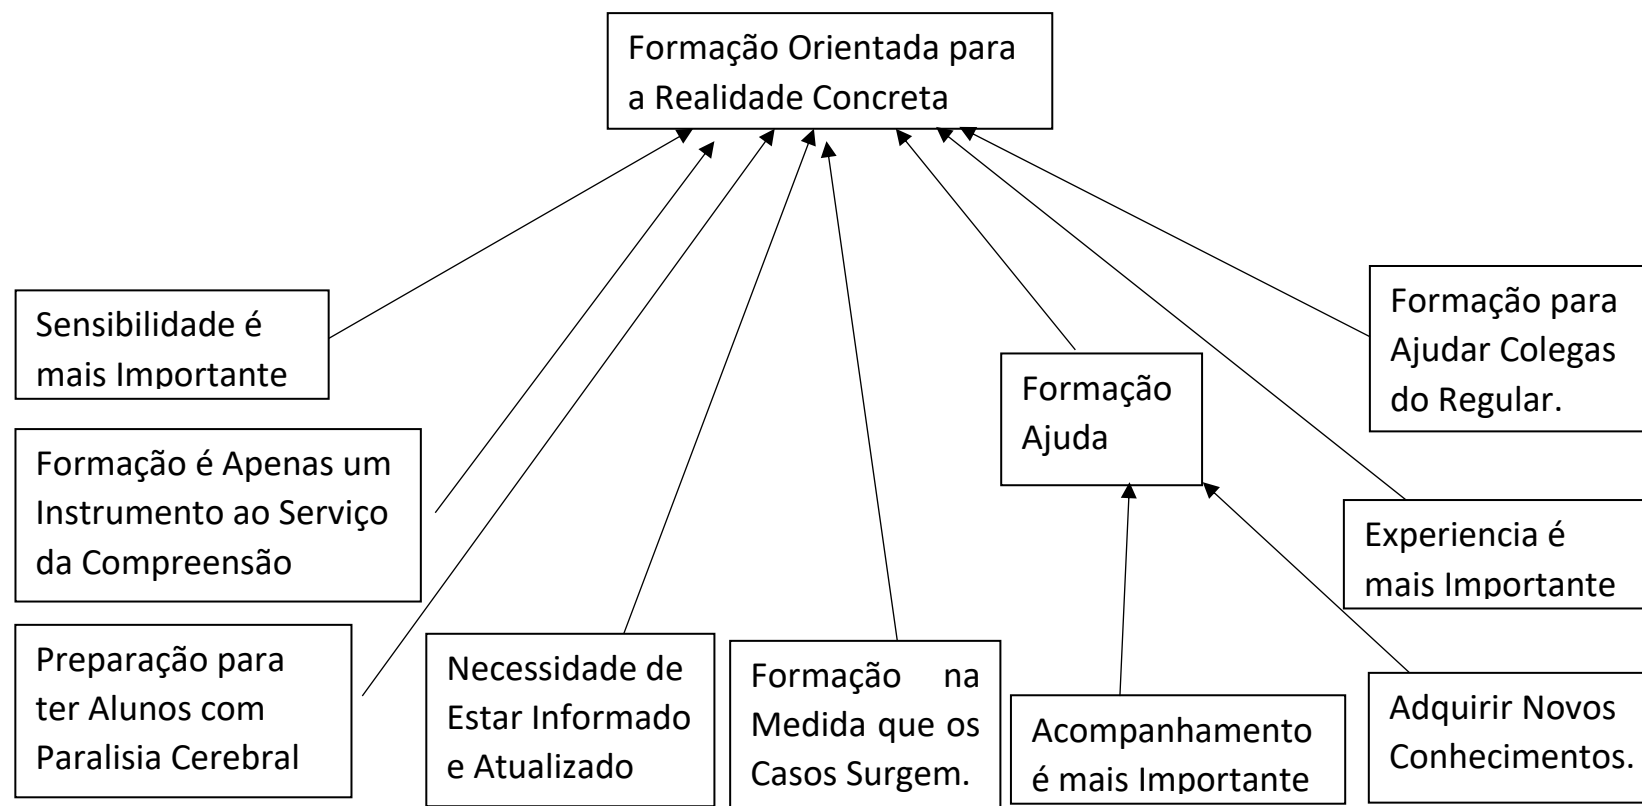 Formação Orientada para
a Realidade Concreta
Sensibilidade é
mais Importante
Formação é Apenas um
Instrumento ao Serviço
da Compreensão
Preparação para
ter Alunos com
Paralisia Cerebral
Necessidade de
Estar Informado
e Atualizado
Formação na
Medida que os
Casos Surgem.
Formação
Ajuda
Acompanhamento
é mais Importante
Adquirir Novos
Conhecimentos.
Experiencia é
mais Importante
Formação para
Ajudar Colegas
do Regular.